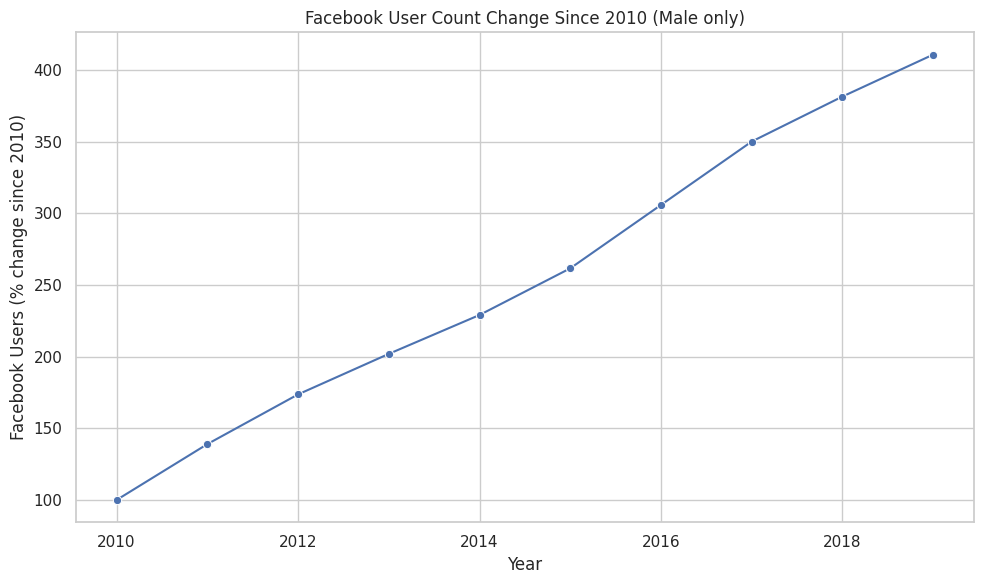 Facebook User Count Change Since 2010 (Male only)
Facebook Users (% change since 2010)
400
350
300
250
200
150
100
2010 2012 2014 2016 2018
Year